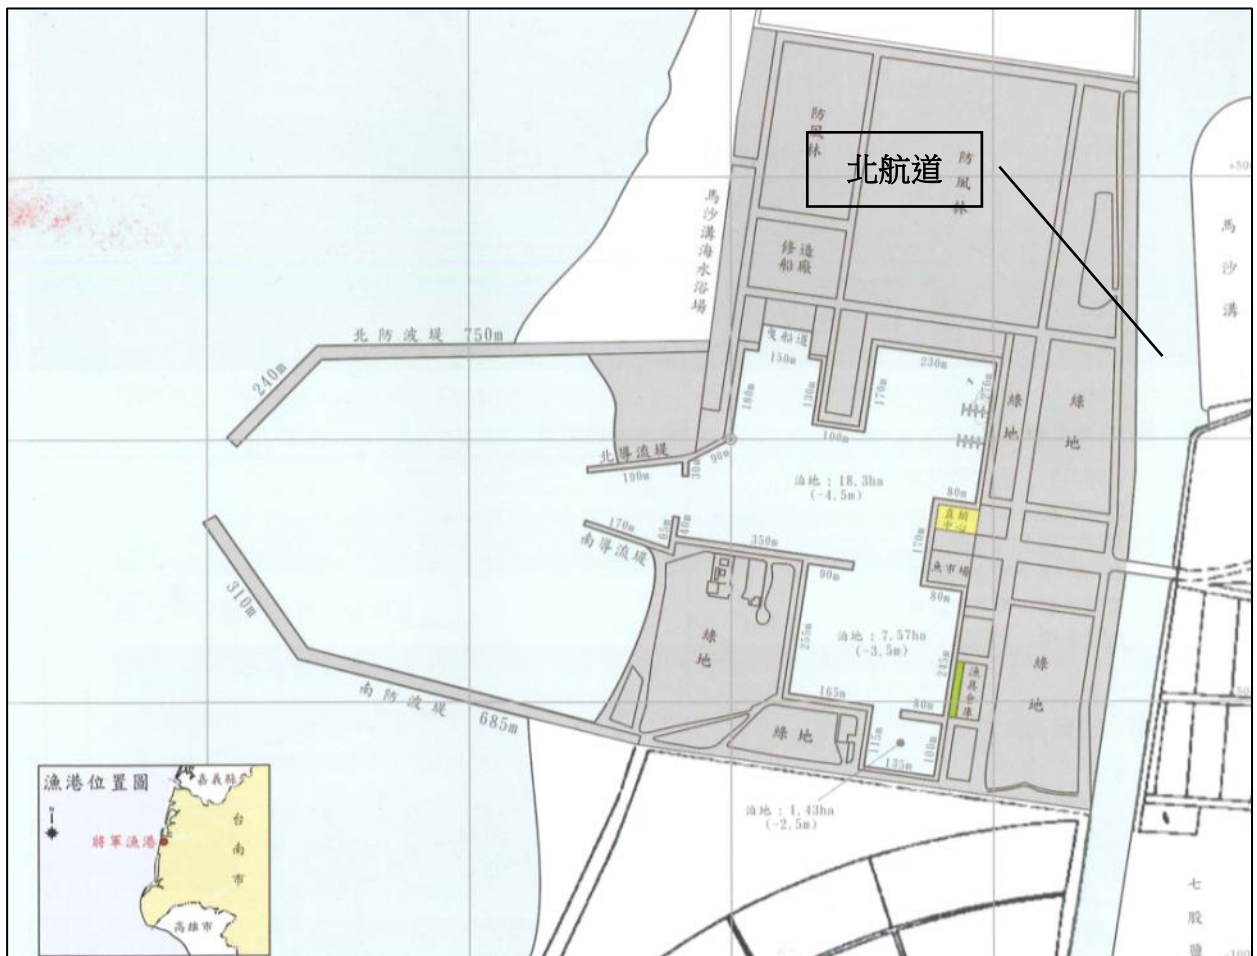 防風林
北航道
防風林
+500
馬沙溝
馬沙溝海水浴場
修造
船廠
曳船道
150m
北防波堤 750m
240m
180m
130m
170m
230m
270m
100m
綠地
綠地
北導流堤
190m
30m
90m
泊地：18.3ha
(-4.5m)
80m
直銷
中心
170m
魚市場
80m
170m
南導流堤
65m
40m
350m
90m
310m
綠地
255m
泊地：7.57ha
(-3.5m)
245m
漁具倉庫
綠地
165m
80m
南防波堤 685m
綠地
115m
135m
100m
泊地：1.43ha
(-2.5m)
漁港位置圖
N
嘉義縣
台南市
將軍漁港
高雄市
七股鹽